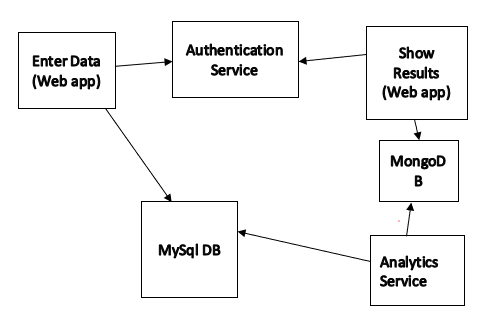 Enter Data
(Web app)
Authentication
Service
Show
Results
(Web app)
MongoD
B
MySql DB
Analytics
Service